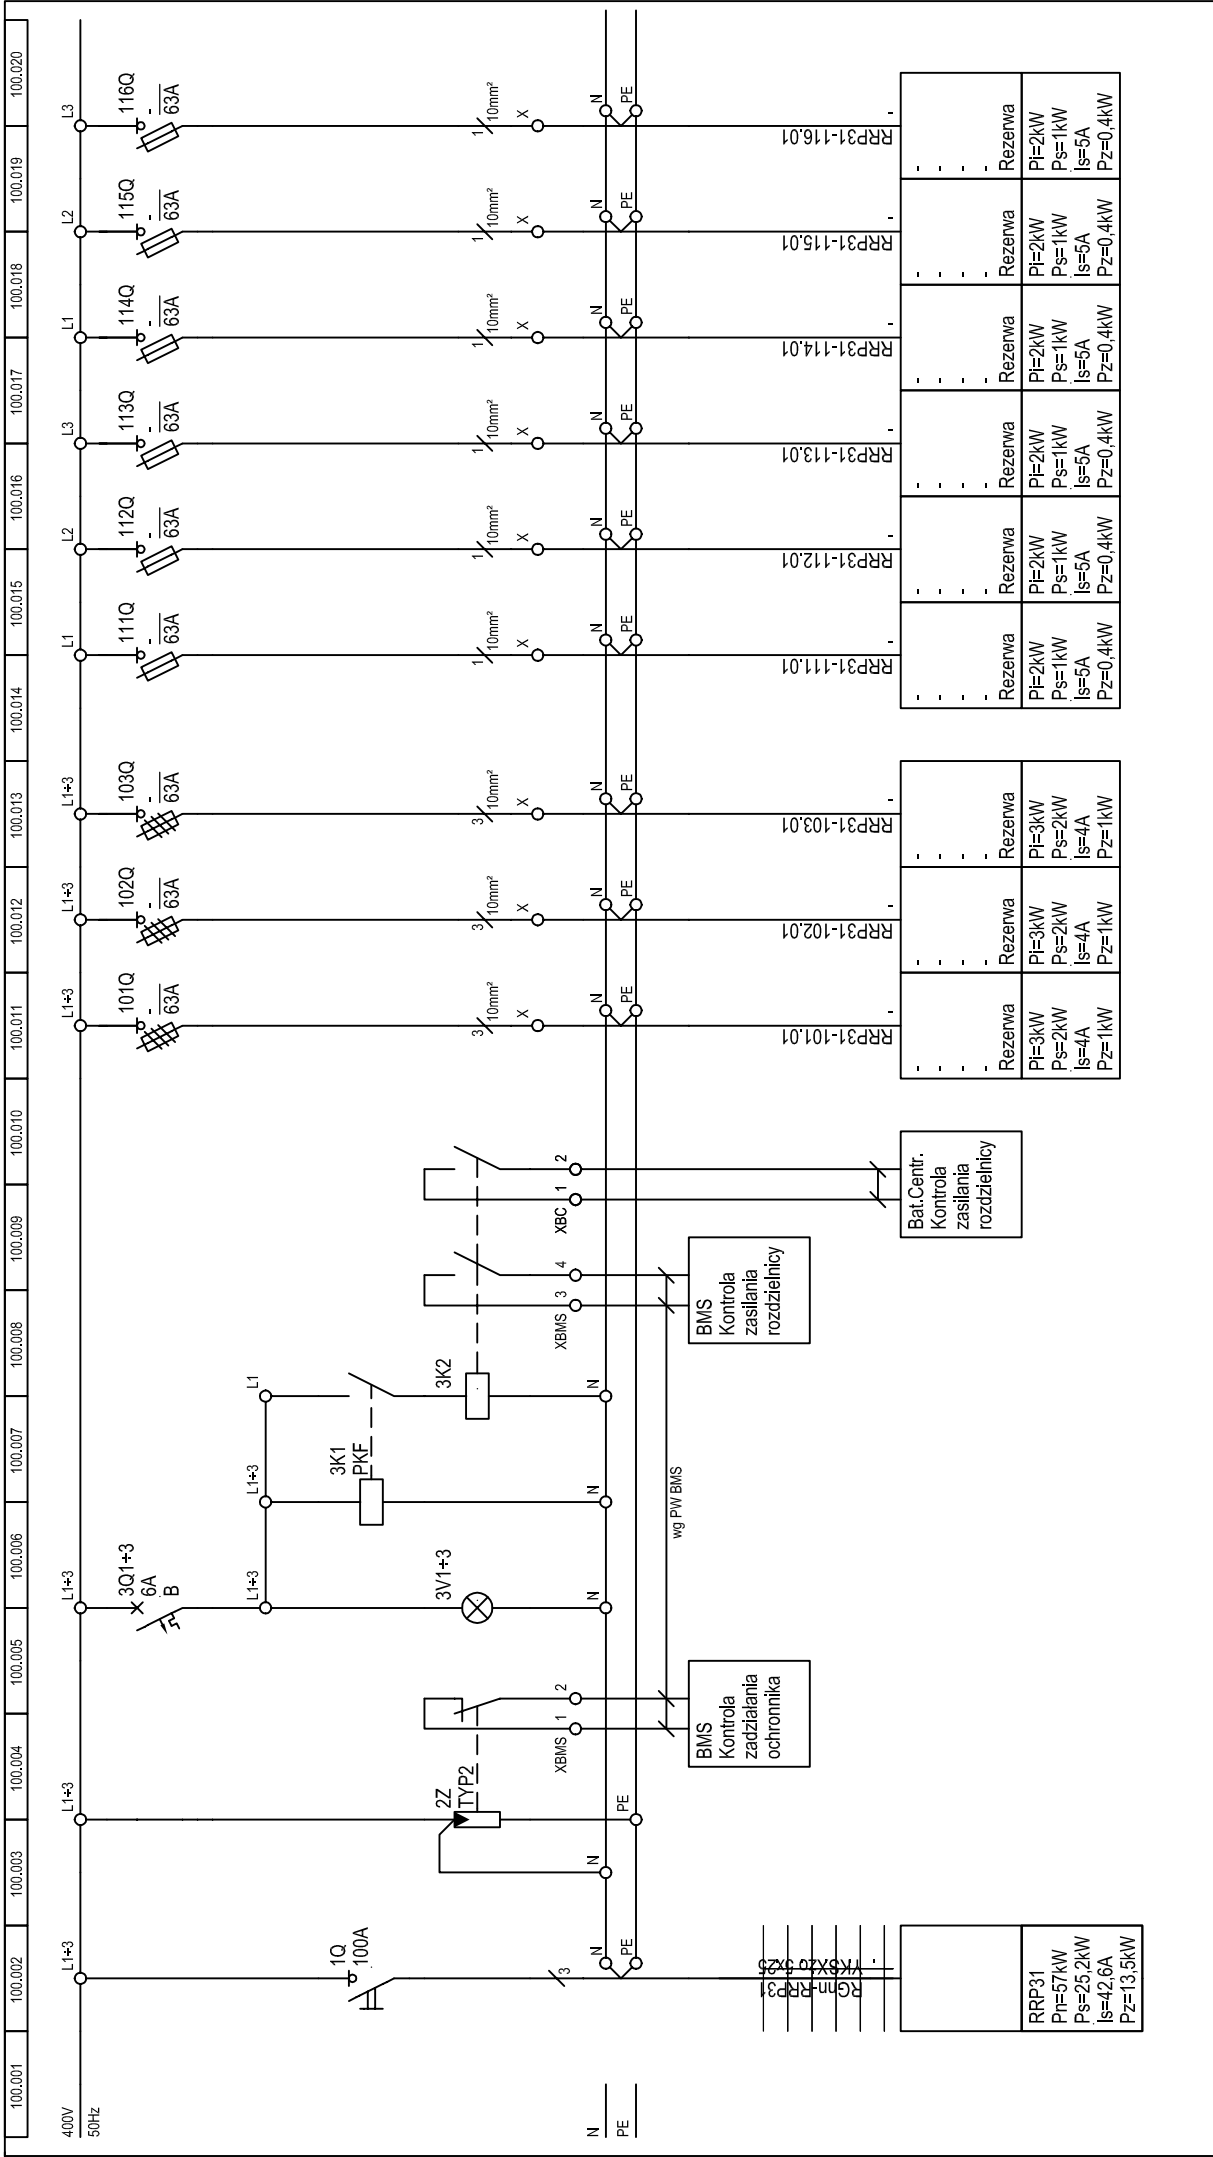 100.001 100.002 100.003 100.004 100.005 100.006 100.007 100.008 100.009 100.010 100.011 100.012 100.013 100.014 100.015 100.016 100.017 100.018 100.019 100.020
400V
50Hz
L1÷3 L1÷3 L1÷3 L1÷3 L1÷3 L1÷3 L1 L2 L3 L1 L2 L3
1Q
100A
3
N
PE
RGnn-RRP31
YKSXżo 5x25
RRP31
Pn=57kW
Ps=25,2kW
Is=42,6A
Pz=13,5kW
N
PE
2Z
TYP2
N
PE
XBMS 1 2
BMS
Kontrola
zadziałania
ochronnika
3Q1÷3
6A
B
L1÷3 L1÷3 L1
3V1÷3
3K1
PKF
3K2
N N N
wg PW BMS
XBMS 3 4
BMS
Kontrola
zasilania
rozdzielnicy
XBC 1 2
Bat.Centr.
Kontrola
zasilania
rozdzielnicy
101Q
-
63A
3 10mm²
X
N
PE
RRP31-101.01
-
- - - - Rezerwa
Pi=3kW
Ps=2kW
Is=4A
Pz=1kW
102Q
-
63A
3 10mm²
X
N
PE
RRP31-102.01
-
- - - - Rezerwa
Pi=3kW
Ps=2kW
Is=4A
Pz=1kW
103Q
-
63A
3 10mm²
X
N
PE
RRP31-103.01
-
- - - - Rezerwa
Pi=3kW
Ps=2kW
Is=4A
Pz=1kW
111Q
-
63A
1 10mm²
X
N
PE
RRP31-111.01
-
- - - - Rezerwa
Pi=2kW
Ps=1kW
Is=5A
Pz=0,4kW
112Q
-
63A
1 10mm²
X
N
PE
RRP31-112.01
-
- - - - Rezerwa
Pi=2kW
Ps=1kW
Is=5A
Pz=0,4kW
113Q
-
63A
1 10mm²
X
N
PE
RRP31-113.01
-
- - - - Rezerwa
Pi=2kW
Ps=1kW
Is=5A
Pz=0,4kW
114Q
-
63A
1 10mm²
X
N
PE
RRP31-114.01
-
- - - - Rezerwa
Pi=2kW
Ps=1kW
Is=5A
Pz=0,4kW
115Q
-
63A
1 10mm²
X
N
PE
RRP31-115.01
-
- - - - Rezerwa
Pi=2kW
Ps=1kW
Is=5A
Pz=0,4kW
116Q
-
63A
1 10mm²
X
N
PE
RRP31-116.01
-
- - - - Rezerwa
Pi=2kW
Ps=1kW
Is=5A
Pz=0,4kW